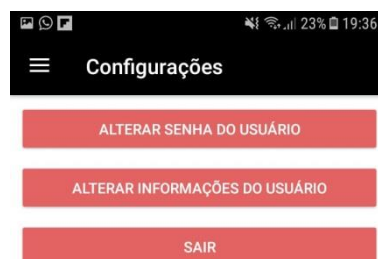 23% 19:36
Configurações
ALTERAR SENHA DO USUÁRIO
ALTERAR INFORMAÇÕES DO USUÁRIO
SAIR